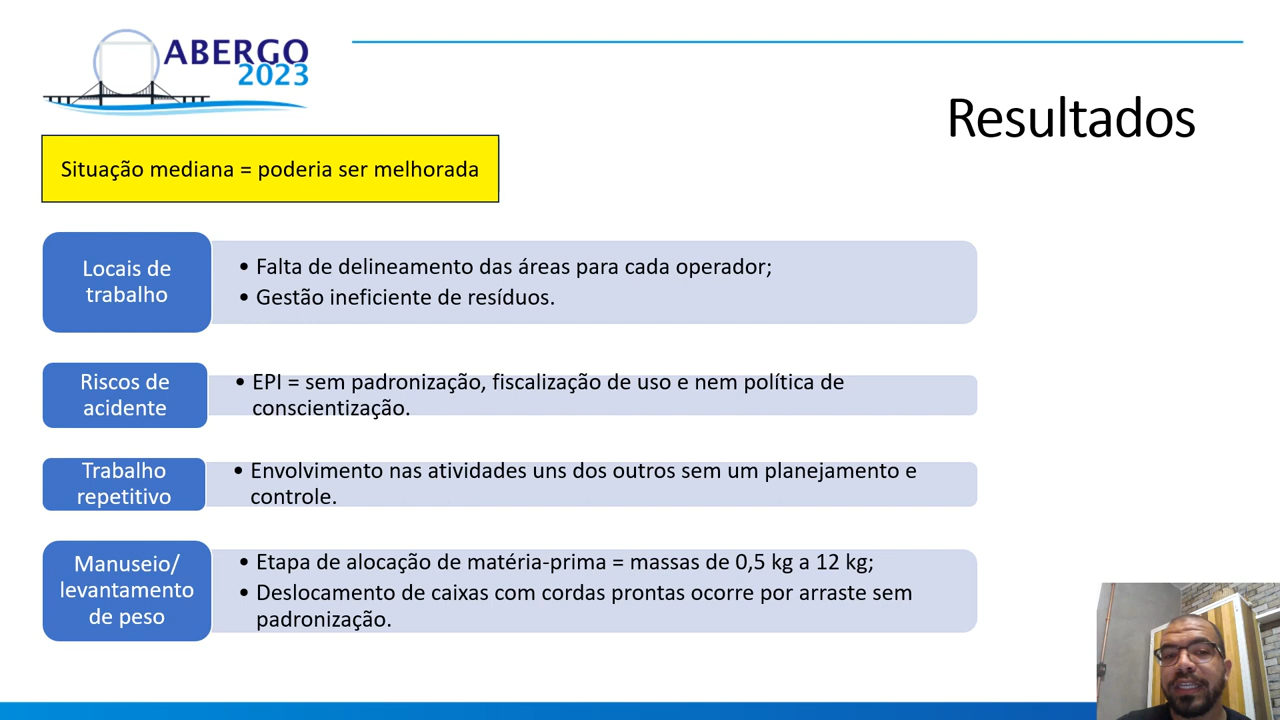 ABERGO
2023
Resultados
Situação mediana = poderia ser melhorada
Locais de
trabalho
• Falta de delineamento das áreas para cada operador;
• Gestão ineficiente de resíduos.
Riscos de
acidente
• EPI = sem padronização, fiscalização de uso e nem política de
conscientização.
Trabalho
repetitivo
• Envolvimento nas atividades uns dos outros sem um planejamento e
controle.
Manuseio/
levantamento
de peso
• Etapa de alocação de matéria-prima = massas de 0,5 kg a 12 kg;
• Deslocamento de caixas com cordas prontas ocorre por arraste sem
padronização.